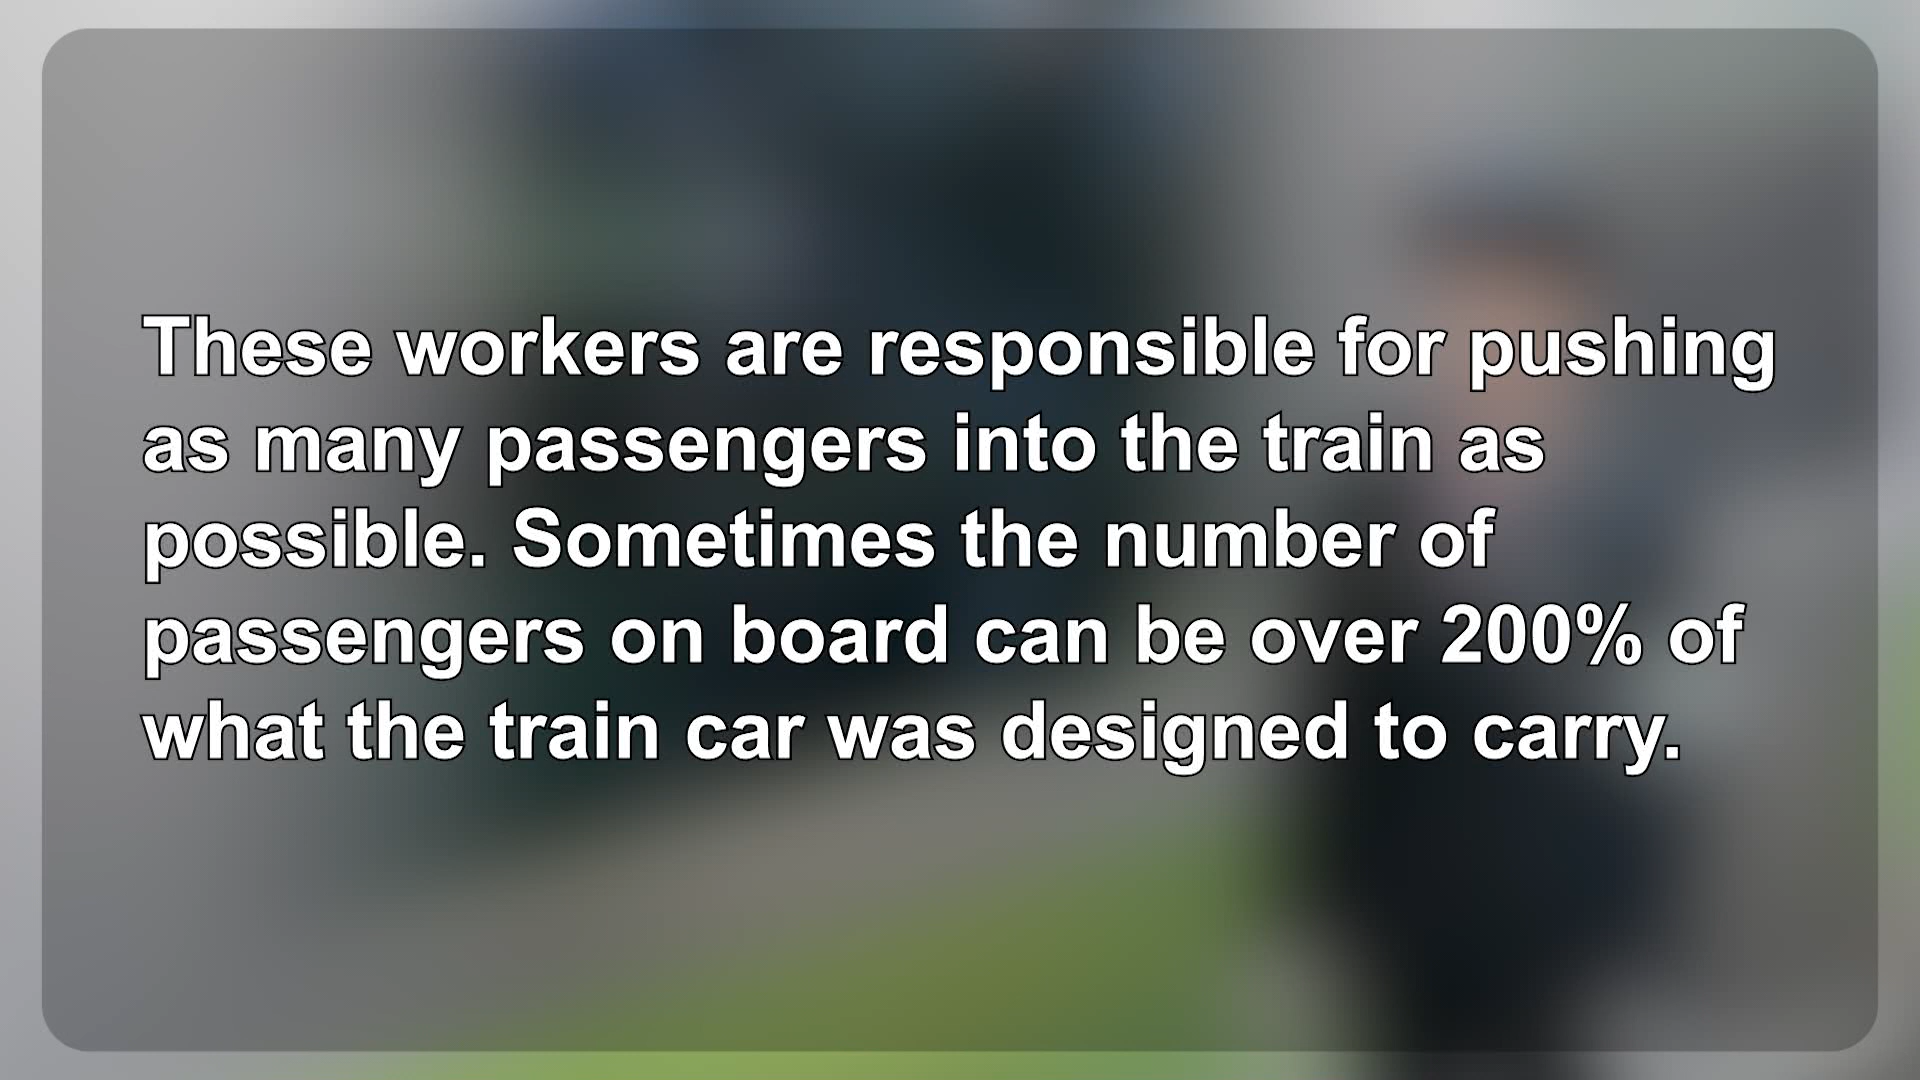 These workers are responsible for pushing
as many passengers into the train as
possible. Sometimes the number of
passengers on board can be over 200% of
what the train car was designed to carry.